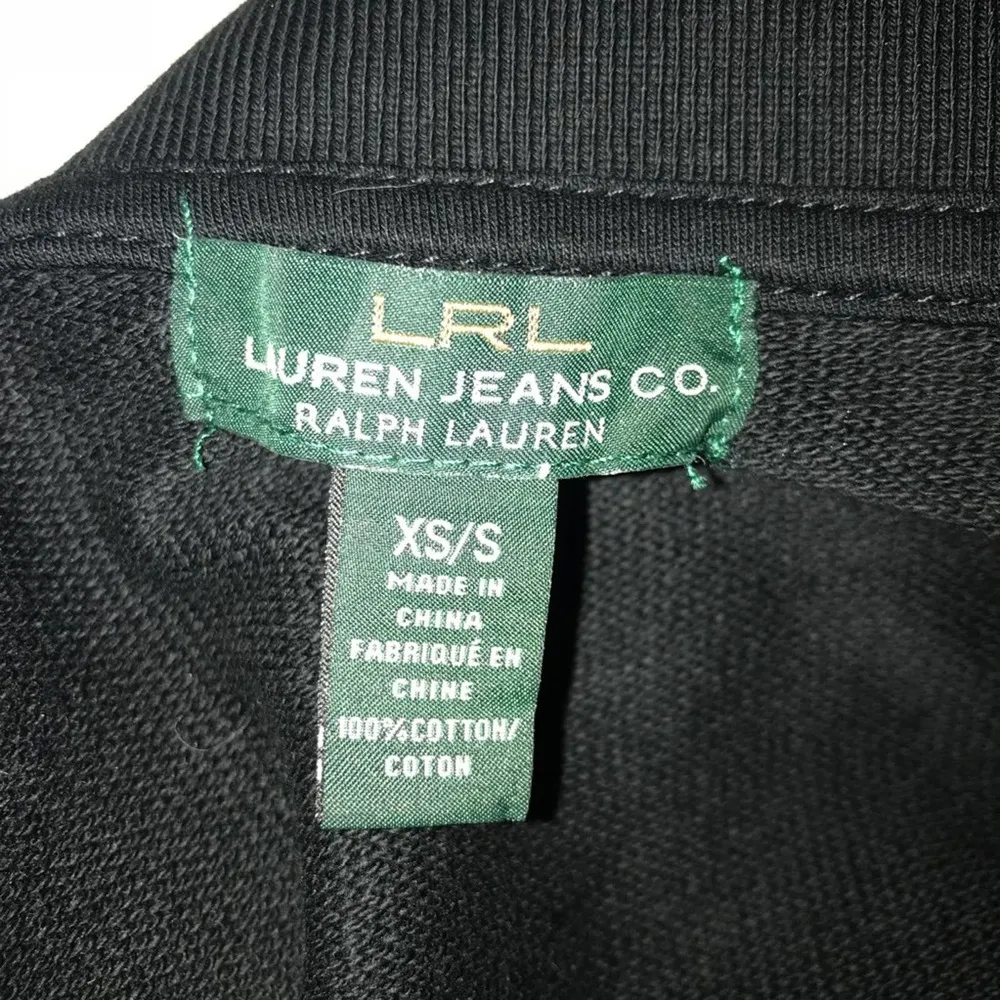 LRL
LAUREN JEANS CO.
RALPH LAUREN
XS/S
MADE IN
CHINA
FABRIQUÉ EN
CHINE
100%COTTON/
COTON